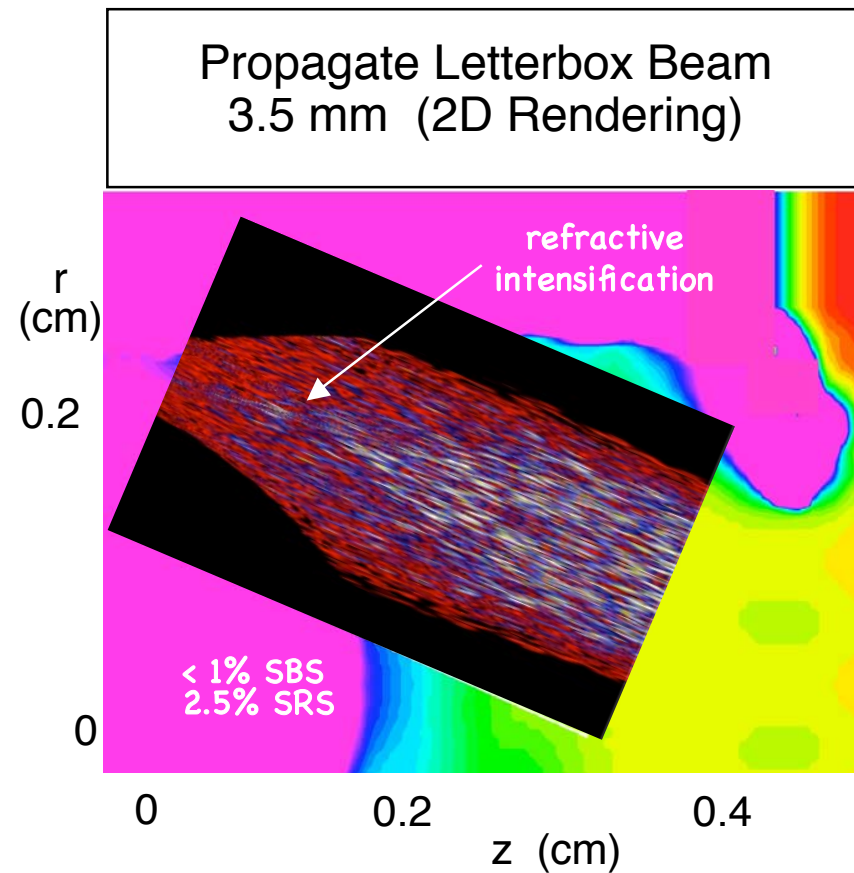 Propagate Letterbox Beam
3.5 mm (2D Rendering)
refractive
intensification
r
(cm)
0.2
< 1% SBS
2.5% SRS
0
0
0.2
0.4
z (cm)